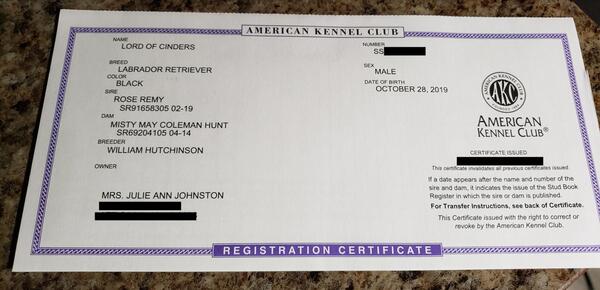 AMERICAN KENNEL CLUB
NAME
LORD OF CINDERS
NUMBER
SS
BREED
LABRADOR RETRIEVER
SEX
MALE
COLOR
BLACK
DATE OF BIRTH
OCTOBER 28, 2019
SIRE
ROSE REMY
SR91658305 02-19
DAM
MISTY MAY COLEMAN HUNT
SR69204105 04-14
BREEDER
WILLIAM HUTCHINSON
OWNER
MRS. JULIE ANN JOHNSTON
AKC
AMERICAN
KENNEL CLUB®
CERTIFICATE ISSUED
This certificate invalidates all previous certificates issued.
If a date appears after the name and number of the
sire and dam, it indicates the issue of the Stud Book
Register in which the sire or dam is published.
For Transfer Instructions, see back of Certificate.
This Certificate issued with the right to correct or
revoke by the American Kennel Club.
REGISTRATION CERTIFICATE